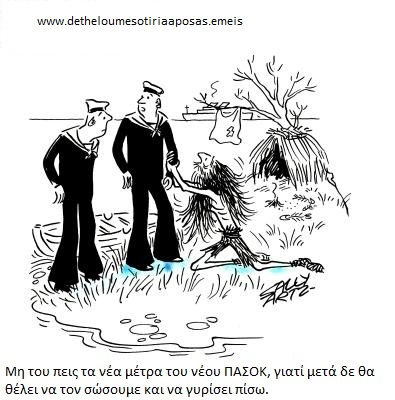 www.detheloumesotiriaaposas.emeis
Μη του πεις τα νέα μέτρα του νέου ΠΑΣΟΚ, γιατί μετά δε θα
θέλει να τον σώσουμε και να γυρίσει πίσω.